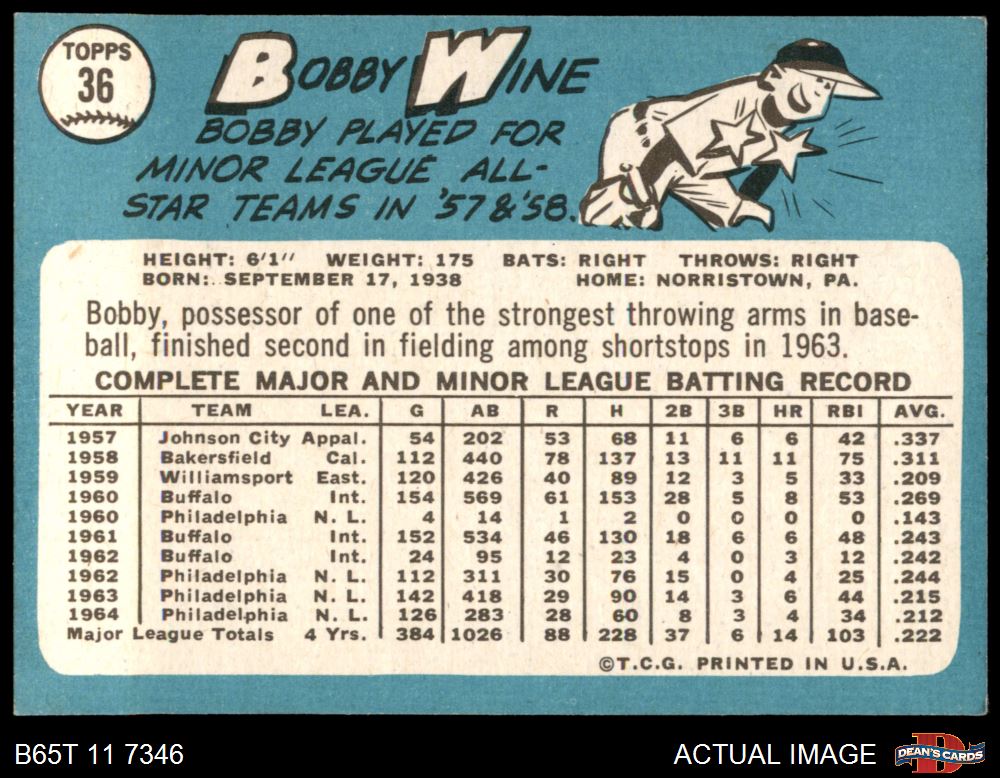 TOPPS
36
BOBBY WINE
BOBBY PLAYED FOR
MINOR LEAGUE ALL-
STAR TEAMS IN '57 & '58.
HEIGHT: 6'1" WEIGHT: 175 BATS: RIGHT THROWS: RIGHT
BORN: SEPTEMBER 17, 1938 HOME: NORRISTOWN, PA.
Bobby, possessor of one of the strongest throwing arms in base-
ball, finished second in fielding among shortstops in 1963.
COMPLETE MAJOR AND MINOR LEAGUE BATTING RECORD
YEAR TEAM LEA. G AB R H 2B 3B HR RBI AVG.
1957 Johnson City Appal. 54 202 53 68 11 6 6 42 .337
1958 Bakersfield Cal. 112 440 78 137 13 11 11 75 .311
1959 Williamsport East. 120 426 40 89 12 3 5 33 .209
1960 Buffalo Int. 154 569 61 153 28 5 8 53 .269
1960 Philadelphia N. L. 4 14 1 2 0 0 0 0 .143
1961 Buffalo Int. 152 534 46 130 18 6 6 48 .243
1962 Buffalo Int. 24 95 12 23 4 0 3 12 .242
1962 Philadelphia N. L. 112 311 30 76 15 0 4 25 .244
1963 Philadelphia N. L. 142 418 29 90 14 3 6 44 .215
1964 Philadelphia N. L. 126 283 28 60 8 3 4 34 .212
Major League Totals 4 Yrs. 384 1026 88 228 37 6 14 103 .222
©T.C.G. PRINTED IN U.S.A.
B65T 11 7346 ACTUAL IMAGE
DEAN'S CARDS